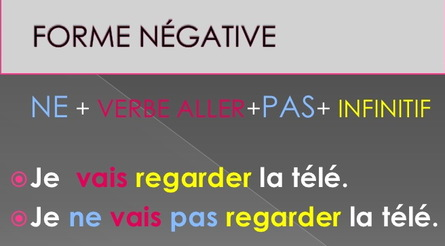 FORME NÉGATIVE
NE + VERBE ALLER+PAS+ INFINITIF
Je vais regarder la télé.
Je ne vais pas regarder la télé.